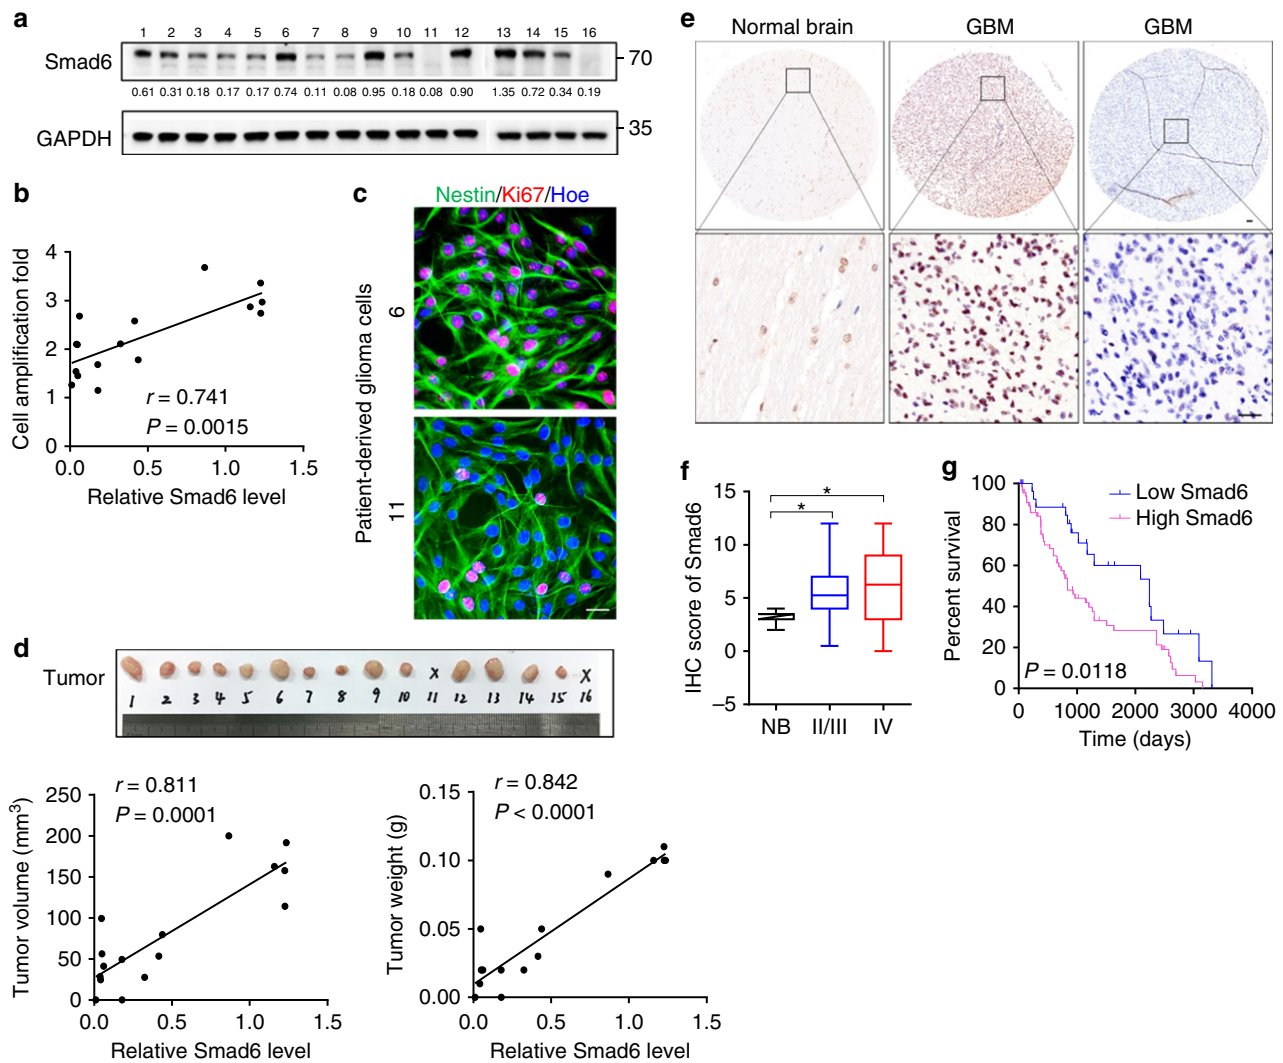 a
1 2 3 4 5 6 7 8 9 10 11 12 13 14 15 16
Smad6
70
0.61 0.31 0.18 0.17 0.17 0.74 0.11 0.08 0.95 0.18 0.08 0.90 1.35 0.72 0.34 0.19
GAPDH
35
b
Cell amplification fold
4
3
2
1
0
r = 0.741
P = 0.0015
0.0 0.5 1.0 1.5
Relative Smad6 level
c
Nestin/Ki67/Hoe
Patient-derived glioma cells
6
11
d
Tumor
x x
1 2 3 4 5 6 7 8 9 10 11 12 13 14 15 16
r = 0.811
P = 0.0001
Tumor volume (mm³)
250
200
150
100
50
0
0.0 0.5 1.0 1.5
Relative Smad6 level
r = 0.842
P < 0.0001
Tumor weight (g)
0.15
0.10
0.05
0.00
0.0 0.5 1.0 1.5
Relative Smad6 level
e
Normal brain GBM GBM
f
IHC score of Smad6
15
10
5
0
–5
*
*
NB II/III IV
g
Percent survival
100
80
60
40
20
0
Low Smad6
High Smad6
P = 0.0118
0 1000 2000 3000 4000
Time (days)